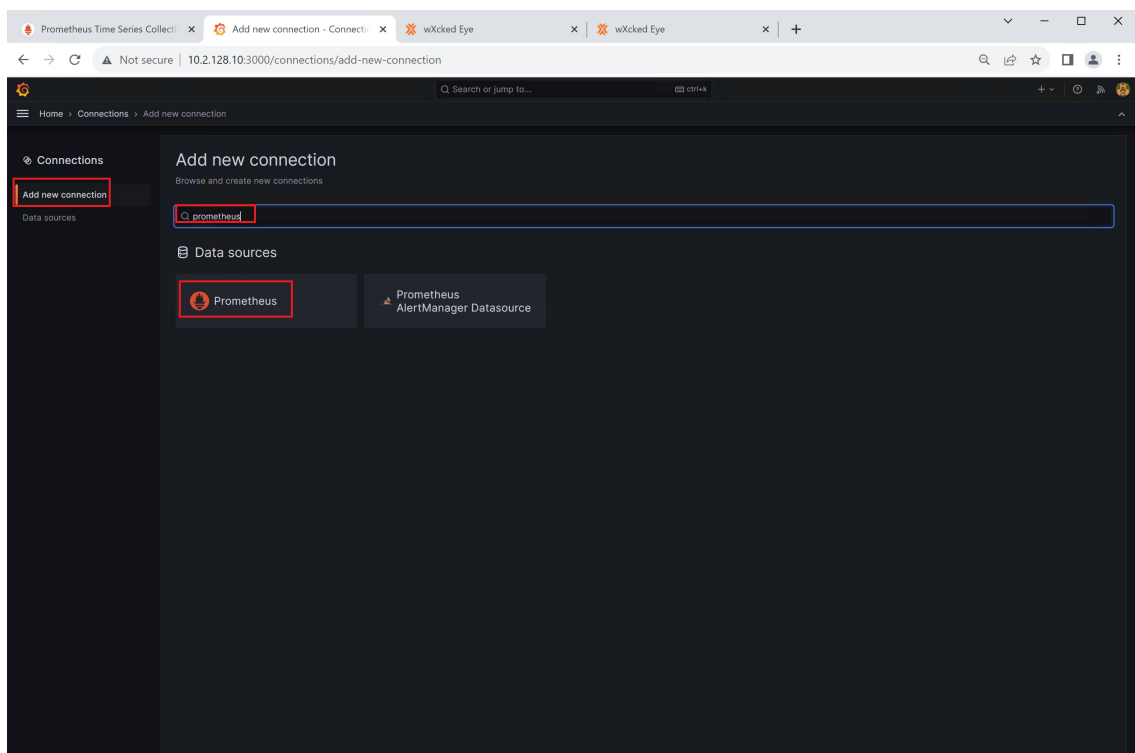 Prometheus Time Series Collecti
Add new connection - Connecti
wXcked Eye
wXcked Eye
Not secure | 10.2.128.10:3000/connections/add-new-connection
Search or jump to...
ctrl+k
Home › Connections › Add new connection
Connections
Add new connection
Data sources
Add new connection
Browse and create new connections
prometheus
Data sources
Prometheus
Prometheus
AlertManager Datasource